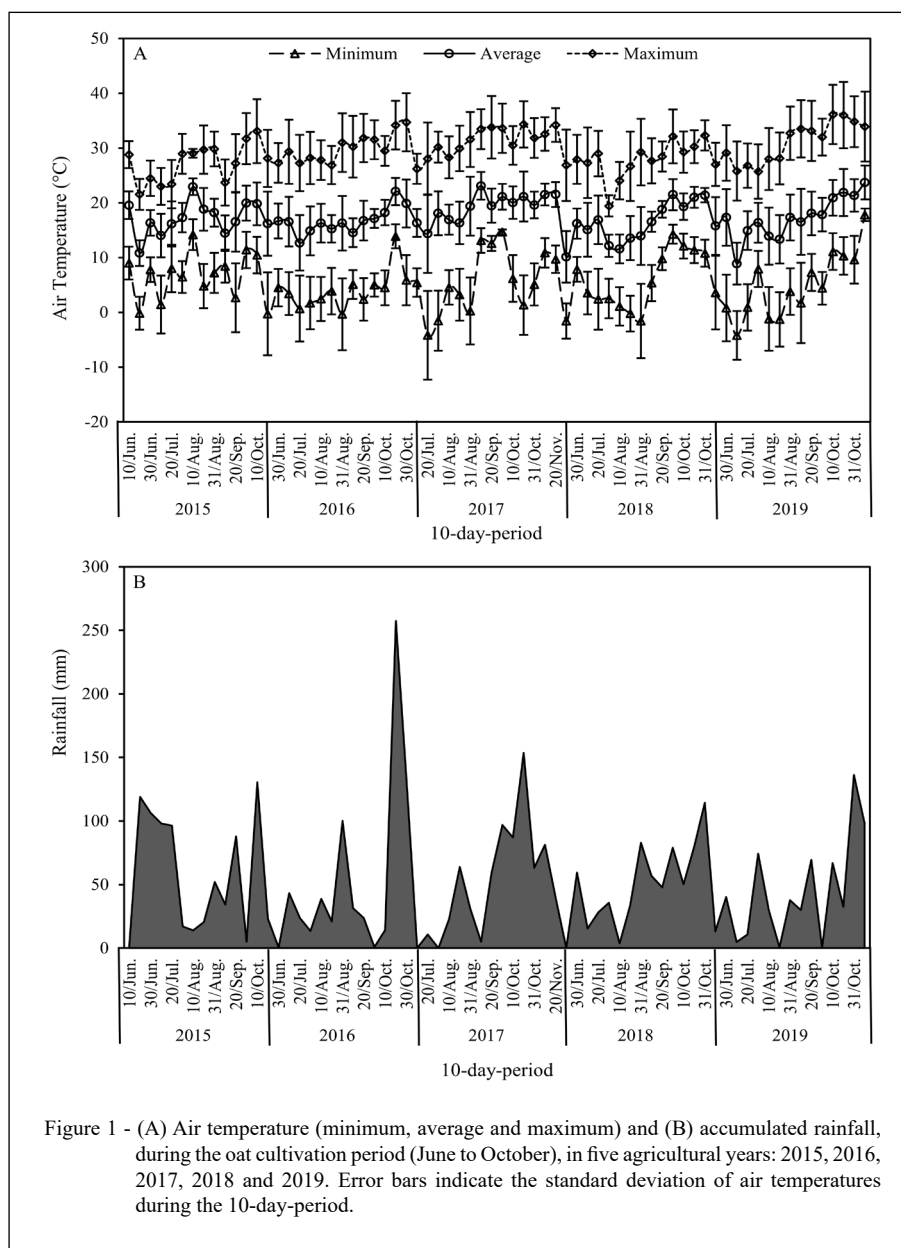 A
Minimum Average Maximum
50
40
30
20
10
0
-10
-20
Air Temperature (°C)
10/Jun. 30/Jun. 20/Jul. 10/Aug. 31/Aug. 20/Sep. 10/Oct. 30/Jun. 20/Jul. 10/Aug. 31/Aug. 20/Sep. 10/Oct. 30/Oct. 20/Jul. 10/Aug. 31/Aug. 20/Sep. 10/Oct. 31/Oct. 20/Nov. 30/Jun. 20/Jul. 10/Aug. 31/Aug. 20/Sep. 10/Oct. 31/Oct. 30/Jun. 20/Jul. 10/Aug. 31/Aug. 20/Sep. 10/Oct. 31/Oct.
2015 2016 2017 2018 2019
10-day-period
B
300
250
200
150
100
50
0
Rainfall (mm)
10/Jun. 30/Jun. 20/Jul. 10/Aug. 31/Aug. 20/Sep. 10/Oct. 30/Jun. 20/Jul. 10/Aug. 31/Aug. 20/Sep. 10/Oct. 30/Oct. 20/Jul. 10/Aug. 31/Aug. 20/Sep. 10/Oct. 31/Oct. 20/Nov. 30/Jun. 20/Jul. 10/Aug. 31/Aug. 20/Sep. 10/Oct. 31/Oct. 30/Jun. 20/Jul. 10/Aug. 31/Aug. 20/Sep. 10/Oct. 31/Oct.
2015 2016 2017 2018 2019
10-day-period
Figure 1 - (A) Air temperature (minimum, average and maximum) and (B) accumulated rainfall,
during the oat cultivation period (June to October), in five agricultural years: 2015, 2016,
2017, 2018 and 2019. Error bars indicate the standard deviation of air temperatures
during the 10-day-period.